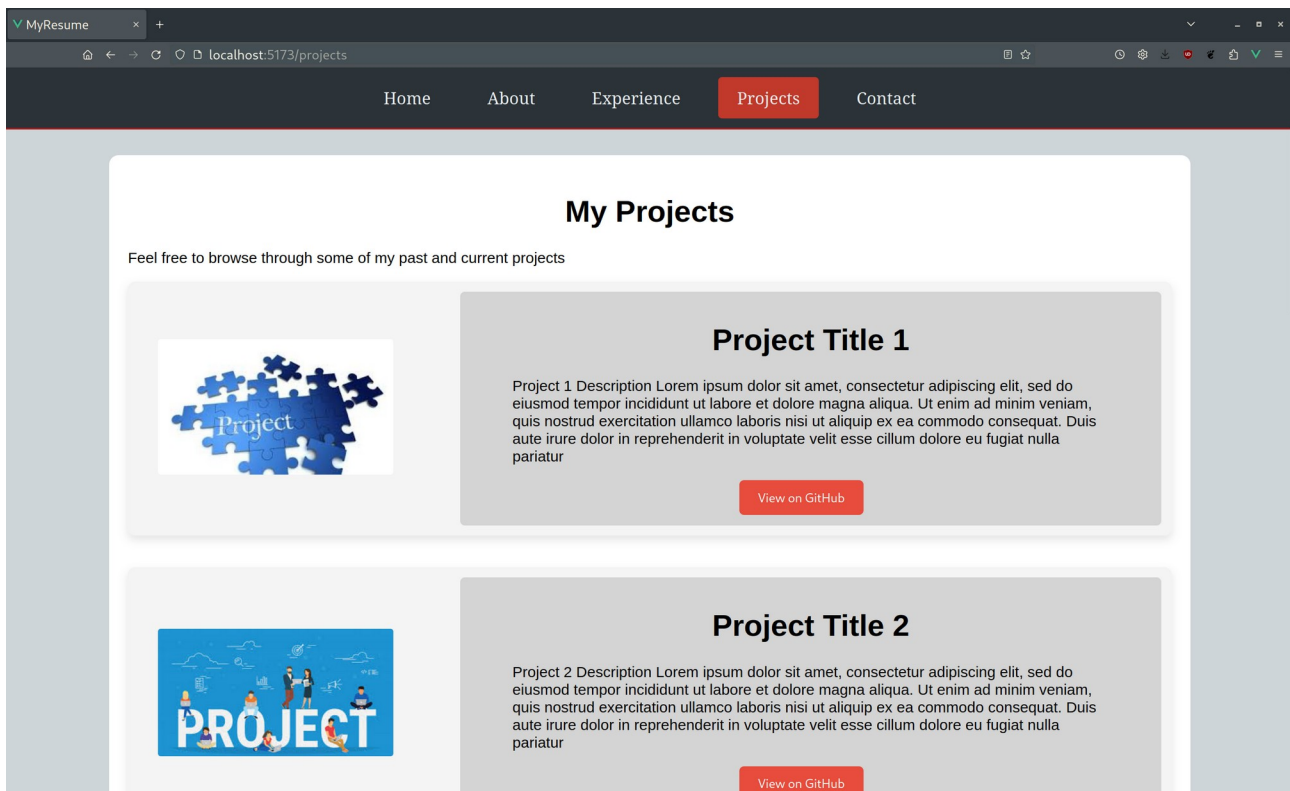 MyResume
localhost:5173/projects
Home About Experience Projects Contact
My Projects
Feel free to browse through some of my past and current projects
Project
Project Title 1
Project 1 Description Lorem ipsum dolor sit amet, consectetur adipiscing elit, sed do
eiusmod tempor incididunt ut labore et dolore magna aliqua. Ut enim ad minim veniam,
quis nostrud exercitation ullamco laboris nisi ut aliquip ex ea commodo consequat. Duis
aute irure dolor in reprehenderit in voluptate velit esse cillum dolore eu fugiat nulla
pariatur
View on GitHub
PROJECT
Project Title 2
Project 2 Description Lorem ipsum dolor sit amet, consectetur adipiscing elit, sed do
eiusmod tempor incididunt ut labore et dolore magna aliqua. Ut enim ad minim veniam,
quis nostrud exercitation ullamco laboris nisi ut aliquip ex ea commodo consequat. Duis
aute irure dolor in reprehenderit in voluptate velit esse cillum dolore eu fugiat nulla
pariatur
View on GitHub